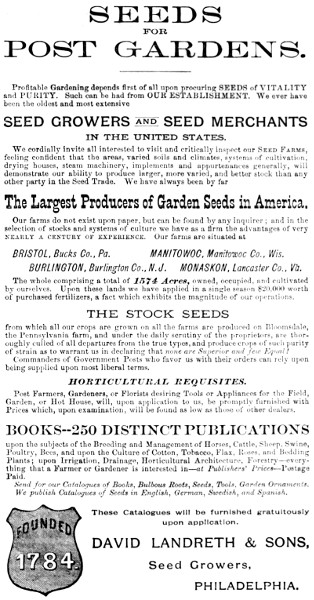 SEEDS
FOR
POST GARDENS.
Profitable Gardening depends first of all upon procuring SEEDS of VITALITY
and PURITY. Such can be had from OUR ESTABLISHMENT. We ever have
been the oldest and most extensive
SEED GROWERS AND SEED MERCHANTS
IN THE UNITED STATES.
We cordially invite all interested to visit and critically inspect our SEED FARMS,
feeling confident that the areas, varied soils and climates, systems of cultivation,
drying houses, steam machinery, implements, appurtenances generally, will
demonstrate our ability to produce larger, more varied, and better stock than any
other party in the Seed Trade. We have always been by far
The Largest Producers of Garden Seeds in America.
Our farms do not exist upon paper, but can be found by any inquirer; and in the
selection of stocks and systems of culture we have as a firm the advantages of very
NEARLY A CENTURY OF EXPERIENCE. Our farms are situated at
BRISTOL, Bucks Co., Pa. MANITOWOC, Manitowoc Co., Wis.
BURLINGTON, Burlington Co., N.J. MONASKON, Lancaster Co., Va.
The whole comprising a total of 1574 Acres, owned, occupied, and cultivated
by ourselves. Upon these lands we have applied in a single season $20,000 worth
of purchased fertilizers, a fact which exhibits the magnitude of our operations.
THE STOCK SEEDS
from which all our crops are grown on all the farms are produced on Bloomsdale,
the Pennsylvania farm, and under the daily scrutiny of the proprietors, are thor-
oughly culled of all departures from the true types, and produce crops of such purity
of strain as to warrant us in declaring that none are Superior and few Equal!
Commanders of Government Posts who favor us with their orders can rely upon
being supplied upon most liberal terms.
HORTICULTURAL REQUISITES.
Post Farmers, Gardeners, or Florists desiring Tools or Appliances for the Field,
Garden, or Hot House, will, upon application to us, be promptly furnished with
Prices which, upon examination, will be found as low as those of other dealers.
BOOKS--250 DISTINCT PUBLICATIONS
upon the subjects of the Breeding and Management of Horses, Cattle, Sheep, Swine,
Poultry, Bees, and upon the Culture of Cotton, Tobacco, Flax, Roses, and Bedding
Plants; upon Irrigation, Drainage, Horticultural Architecture, Forestry—every-
thing that a Farmer or Gardener is interested in—at Publishers' Prices—Postage
Paid.
Send for our Catalogues of Books, Bulbous Roots, Seeds, Tools, Garden Ornaments.
We publish Catalogues of Seeds in English, German, Swedish, and Spanish.
These Catalogues will be furnished gratuitously
upon application.
FOUNDED
1784.
DAVID LANDRETH & SONS,
Seed Growers,
PHILADELPHIA.